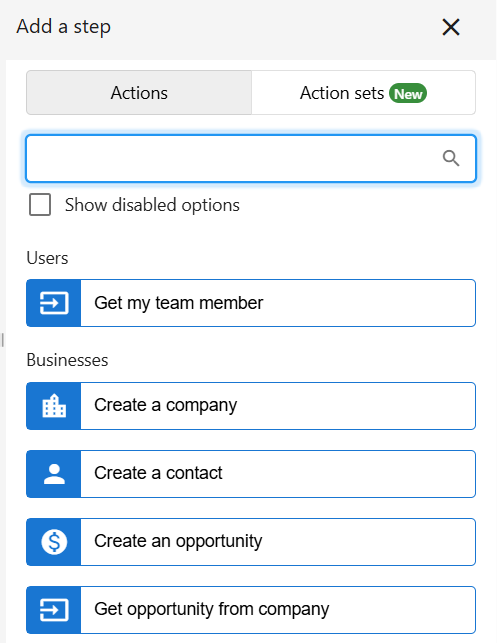 Add a step
Actions
Action sets New
Show disabled options
Users
Get my team member
Businesses
Create a company
Create a contact
Create an opportunity
Get opportunity from company